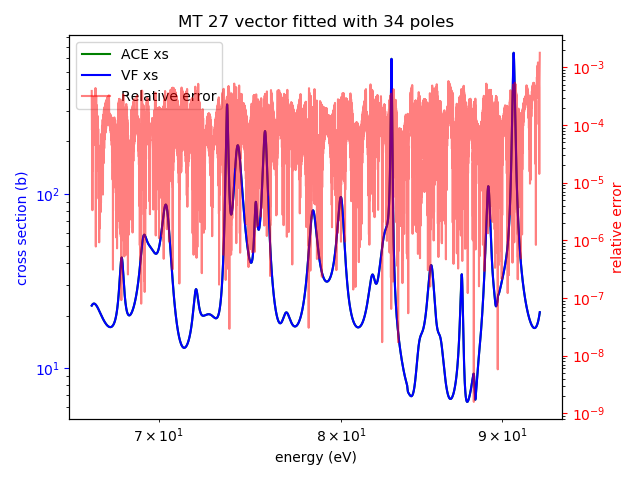 MT 27 vector fitted with 34 poles
ACE xs
VF xs
Relative error
cross section (b)
10²
10¹
10⁻³
10⁻⁴
10⁻⁵
10⁻⁶
10⁻⁷
10⁻⁸
10⁻⁹
relative error
7 × 10¹
8 × 10¹
9 × 10¹
energy (eV)